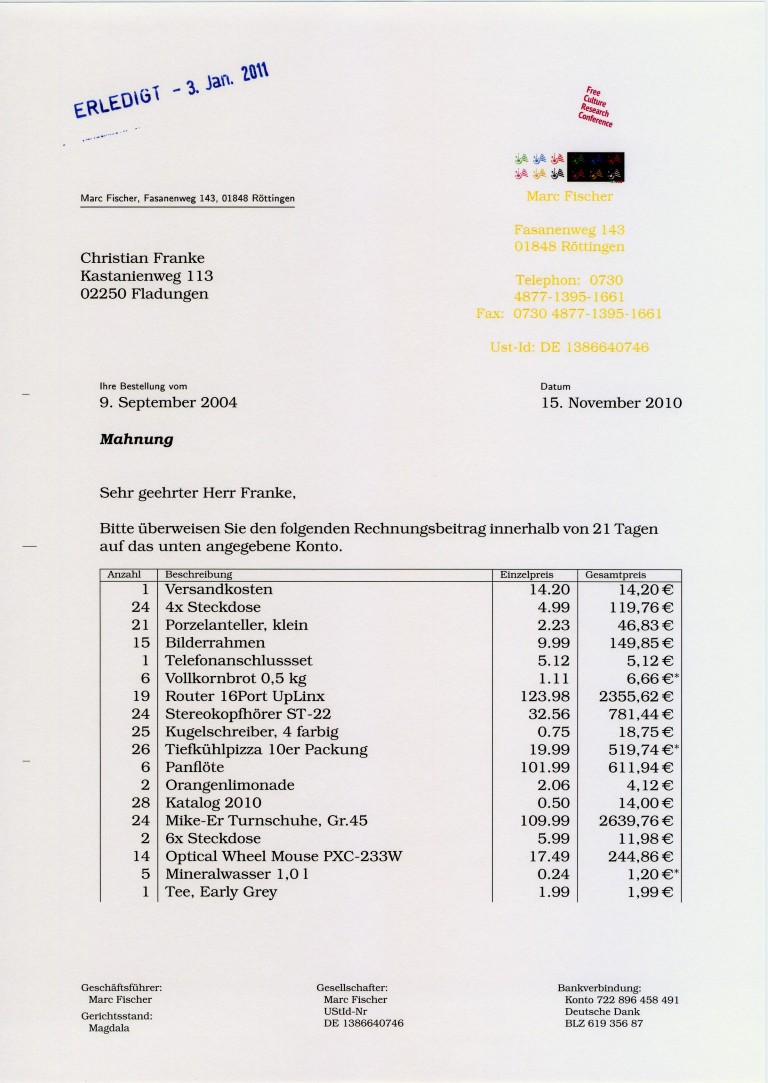 ERLEDIGT - 3. Jan. 2011
Free
Culture
Research
Conference
Marc Fischer, Fasanenweg 143, 01848 Röttingen
Marc Fischer
Fasanenweg 143
01848 Röttingen
Telephon: 0730
4877-1395-1661
Fax: 0730 4877-1395-1661
Ust-Id: DE 1386640746
Christian Franke
Kastanienweg 113
02250 Fladungen
Ihre Bestellung vom Datum
9. September 2004 15. November 2010
Mahnung
Sehr geehrter Herr Franke,
Bitte überweisen Sie den folgenden Rechnungsbeitrag innerhalb von 21 Tagen
auf das unten angegebene Konto.
Anzahl Beschreibung Einzelpreis Gesamtpreis
1 Versandkosten 14.20 14,20 €
24 4x Steckdose 4.99 119,76 €
21 Porzelanteller, klein 2.23 46,83 €
15 Bilderrahmen 9.99 149,85 €
1 Telefonanschlussset 5.12 5,12 €
6 Vollkornbrot 0,5 kg 1.11 6,66 €*
19 Router 16Port UpLinx 123.98 2355,62 €
24 Stereokopfhörer ST-22 32.56 781,44 €
25 Kugelschreiber, 4 farbig 0.75 18,75 €
26 Tiefkühlpizza 10er Packung 19.99 519,74 €*
6 Panflöte 101.99 611,94 €
2 Orangenlimonade 2.06 4,12 €
28 Katalog 2010 0.50 14,00 €
24 Mike-Er Turnschuhe, Gr.45 109.99 2639,76 €
2 6x Steckdose 5.99 11,98 €
14 Optical Wheel Mouse PXC-233W 17.49 244,86 €
5 Mineralwasser 1,0 l 0.24 1,20 €*
1 Tee, Early Grey 1.99 1,99 €
Geschäftsführer:
Marc Fischer
Gerichtsstand:
Magdala
Gesellschafter:
Marc Fischer
UStId-Nr
DE 1386640746
Bankverbindung:
Konto 722 896 458 491
Deutsche Dank
BLZ 619 356 87